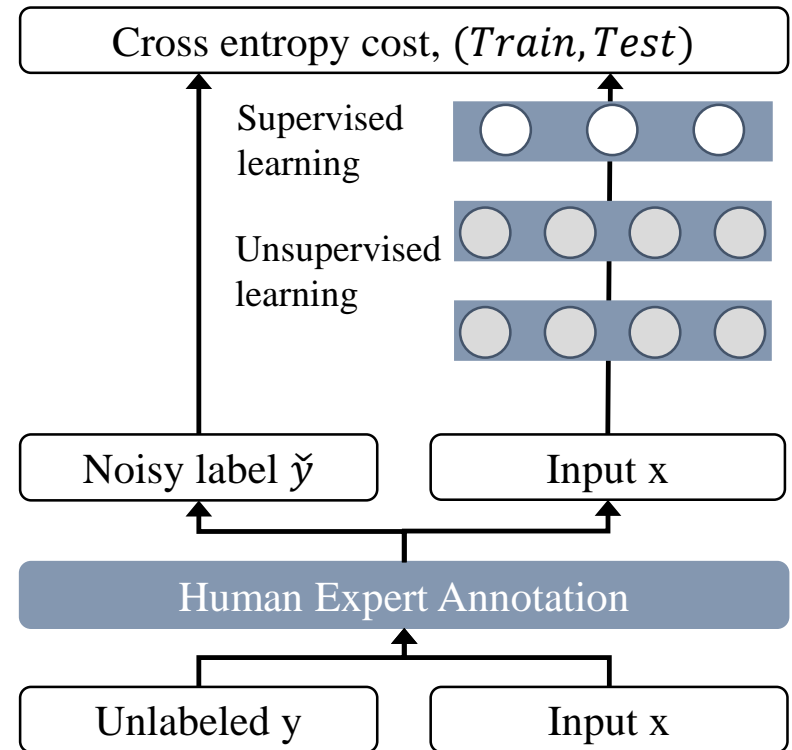 Cross entropy cost, (Train, Test)
Supervised
learning
Unsupervised
learning
Noisy label y̌
Input x
Human Expert Annotation
Unlabeled y
Input x